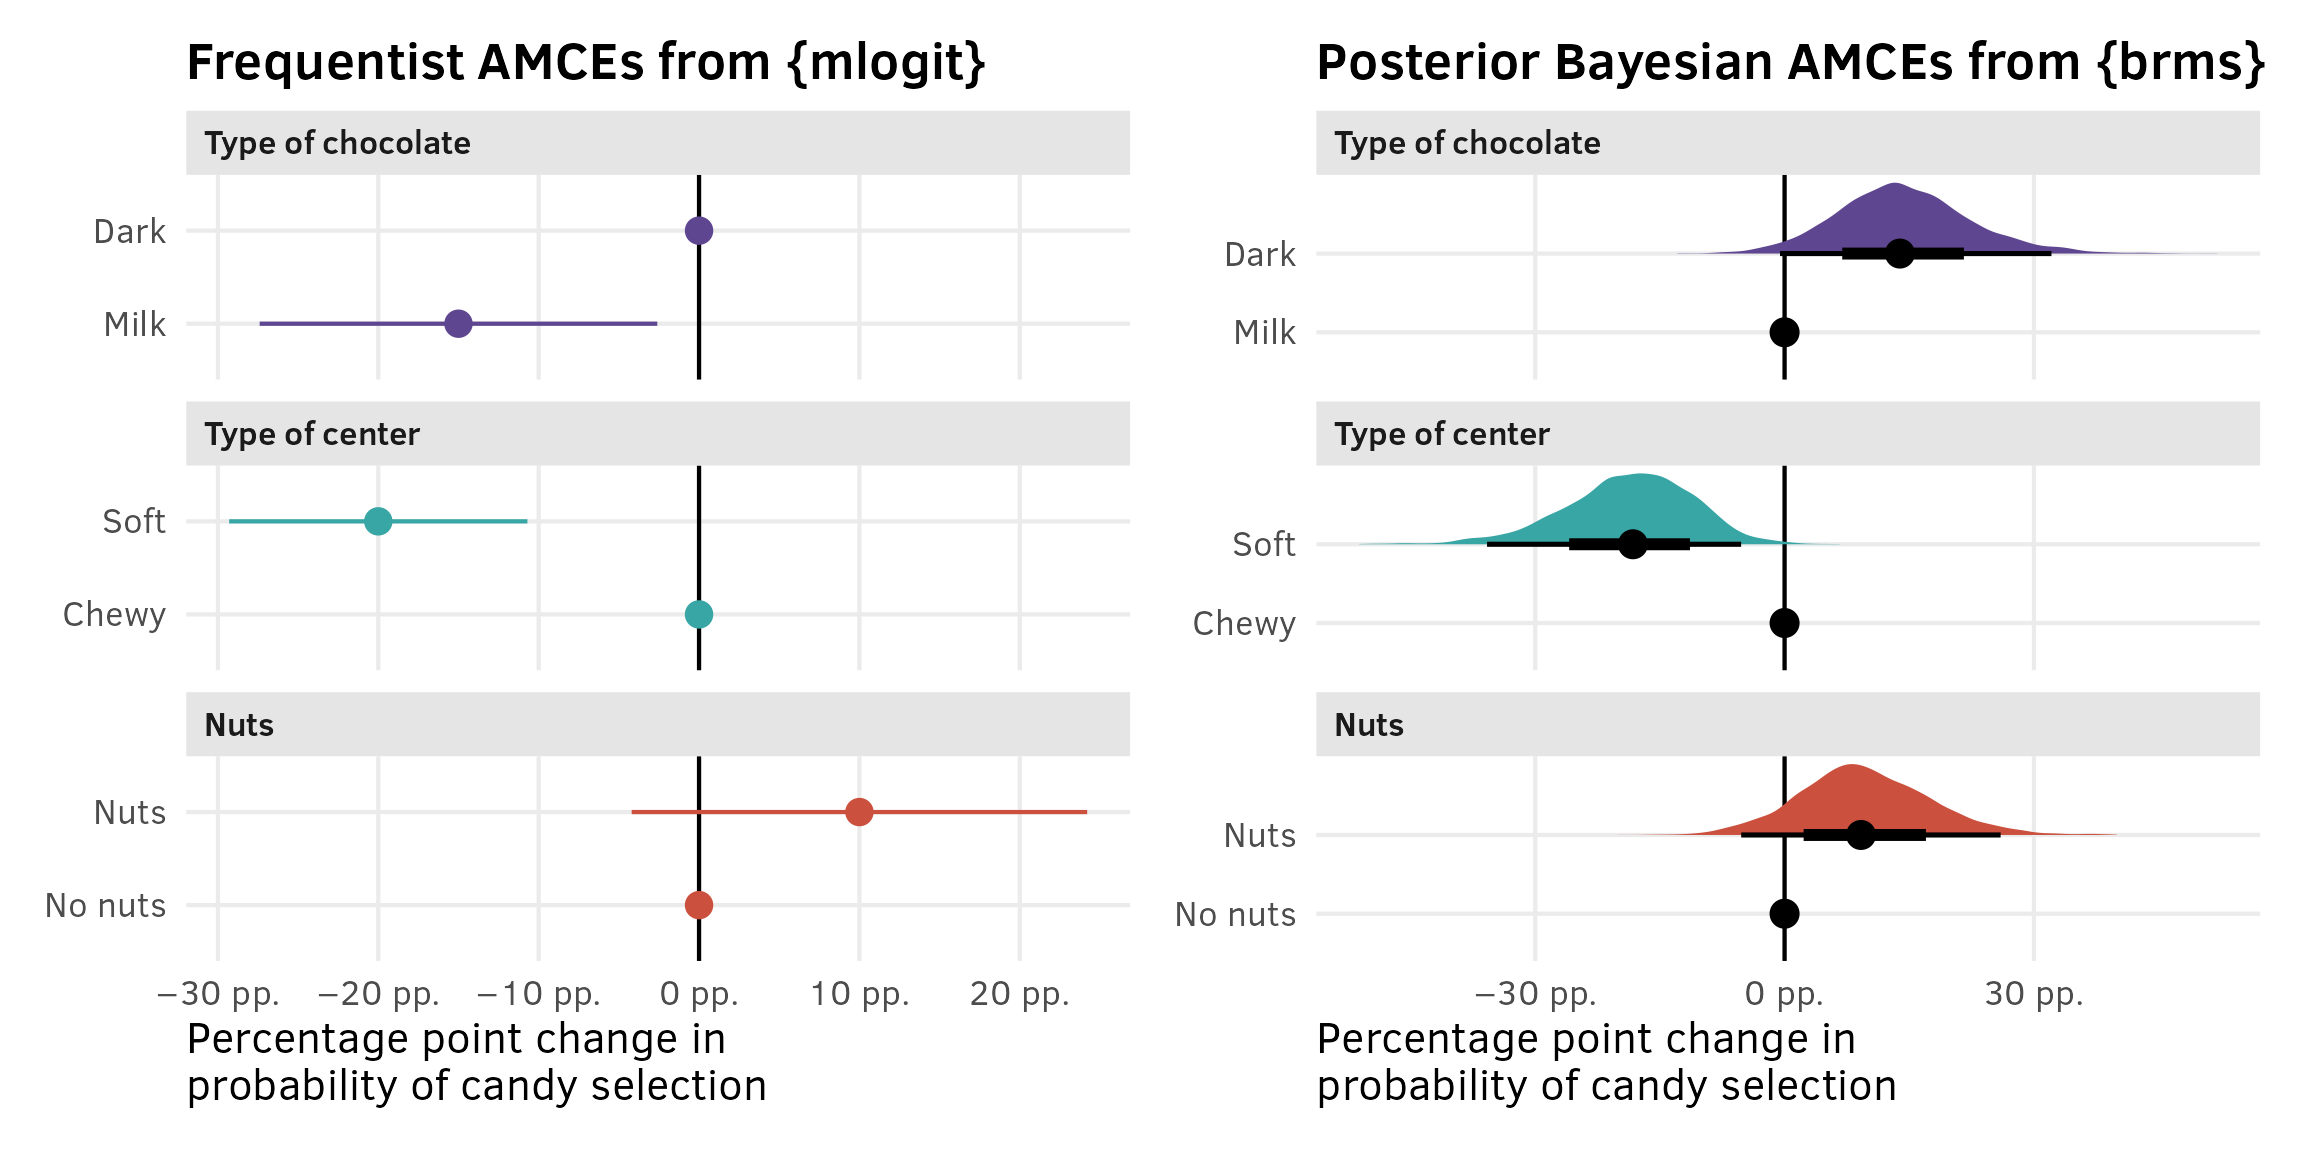 Frequentist AMCEs from {mlogit}
Type of chocolate
Dark
Milk
Type of center
Soft
Chewy
Nuts
Nuts
No nuts
−30 pp. −20 pp. −10 pp. 0 pp. 10 pp. 20 pp.
Percentage point change in
probability of candy selection
Posterior Bayesian AMCEs from {brms}
Type of chocolate
Dark
Milk
Type of center
Soft
Chewy
Nuts
Nuts
No nuts
−30 pp. 0 pp. 30 pp.
Percentage point change in
probability of candy selection